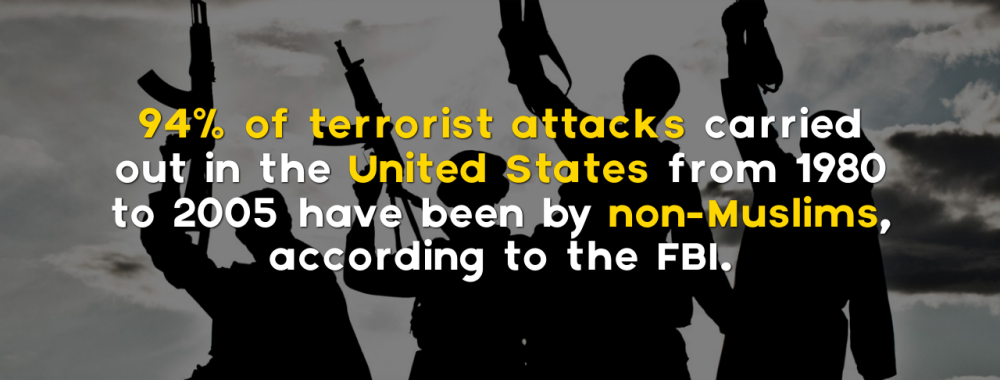 94% of terrorist attacks carried
out in the United States from 1980
to 2005 have been by non-Muslims,
according to the FBI.